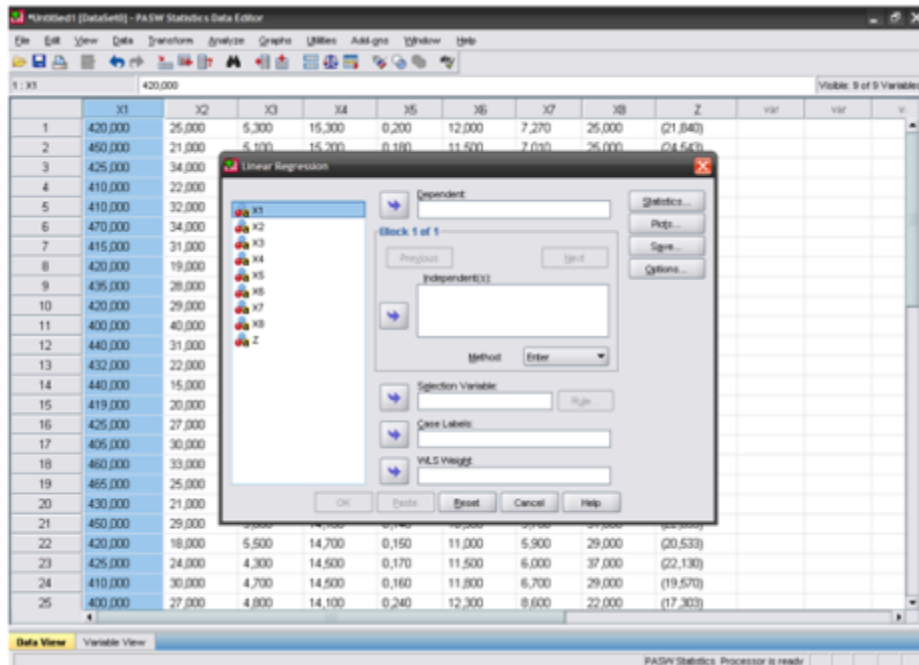 *Untitled1 [DataSet0] - PASW Statistics Data Editor
File Edit View Data Transform Analyze Graphs Utilities Add-ons Window Help
1 : X1 420,000 Visible: 9 of 9 Variables
X1 X2 X3 X4 X5 X6 X7 X8 Z var var
1 420,000 25,000 5,300 15,300 0,200 12,000 7,270 25,000 (21,840)
2 450,000 21,000 5,100 15,200 0,180 11,500 7,010 25,000 (24,543)
3 425,000 34,000
4 410,000 22,000
5 410,000 32,000
6 470,000 34,000
7 415,000 31,000
8 420,000 19,000
9 435,000 28,000
10 420,000 29,000
11 400,000 40,000
12 440,000 31,000
13 432,000 22,000
14 440,000 15,000
15 419,000 20,000
16 425,000 27,000
17 405,000 30,000
18 460,000 33,000
19 465,000 25,000
20 430,000 21,000
21 450,000 29,000
22 420,000 18,000 5,500 14,700 0,150 11,000 5,900 29,000 (20,533)
23 425,000 24,000 4,300 14,500 0,170 11,500 6,000 37,000 (22,130)
24 410,000 30,000 4,700 14,500 0,160 11,800 6,700 29,000 (19,570)
25 400,000 27,000 4,800 14,100 0,240 12,300 8,600 22,000 (17,303)
Linear Regression
X1
X2
X3
X4
X5
X6
X7
X8
Z
Dependent:
Block 1 of 1
Previous Next
Independent(s):
Method: Enter
Selection Variable:
Rule...
Case Labels:
WLS Weight:
Statistics...
Plots...
Save...
Options...
OK Paste Reset Cancel Help
Data View Variable View
PASW Statistics Processor is ready